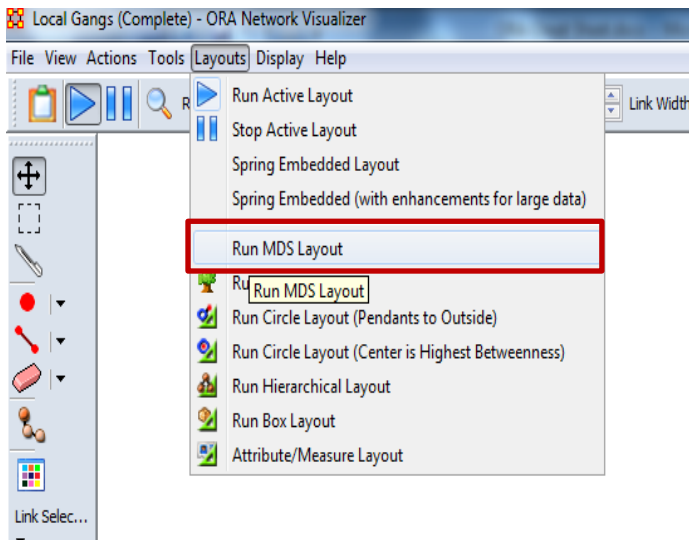 Local Gangs (Complete) - ORA Network Visualizer
File View Actions Tools Layouts Display Help
R
Link Width
Run Active Layout
Stop Active Layout
Spring Embedded Layout
Spring Embedded (with enhancements for large data)
Run MDS Layout
Ru
Run MDS Layout
Run Circle Layout (Pendants to Outside)
Run Circle Layout (Center is Highest Betweenness)
Run Hierarchical Layout
Run Box Layout
Attribute/Measure Layout
Link Selec...